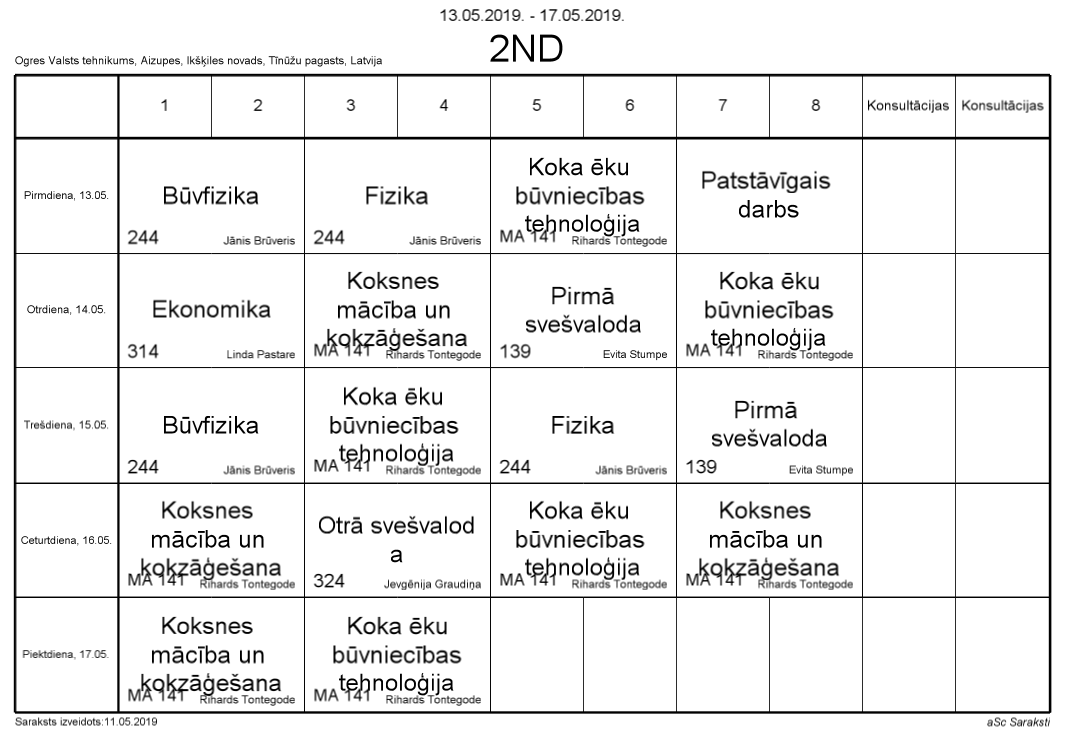 13.05.2019. - 17.05.2019.
2ND
Ogres Valsts tehnikums, Aizupes, Ikšķiles novads, Tīnūžu pagasts, Latvija
1 2 3 4 5 6 7 8 Konsultācijas Konsultācijas
Pirmdiena, 13.05.
Būvfizika
244 Jānis Brūveris
Fizika
244 Jānis Brūveris
Koka ēku
būvniecības
tehnoloģija
MA 141 Rihards Tontegode
Patstāvīgais
darbs
Otrdiena, 14.05.
Ekonomika
314 Linda Pastare
Koksnes
mācība un
kokzāģešana
MA 141 Rihards Tontegode
Pirmā
svešvaloda
139 Evita Stumpe
Koka ēku
būvniecības
tehnoloģija
MA 141 Rihards Tontegode
Trešdiena, 15.05.
Būvfizika
244 Jānis Brūveris
Koka ēku
būvniecības
tehnoloģija
MA 141 Rihards Tontegode
Fizika
244 Jānis Brūveris
Pirmā
svešvaloda
139 Evita Stumpe
Ceturtdiena, 16.05.
Koksnes
mācība un
kokzāģešana
MA 141 Rihards Tontegode
Otrā svešvalod
a
324 Jevgēnija Graudiņa
Koka ēku
būvniecības
tehnoloģija
MA 141 Rihards Tontegode
Koksnes
mācība un
kokzāģešana
MA 141 Rihards Tontegode
Piektdiena, 17.05.
Koksnes
mācība un
kokzāģešana
MA 141 Rihards Tontegode
Koka ēku
būvniecības
tehnoloģija
MA 141 Rihards Tontegode
Saraksts izveidots:11.05.2019
aSc Saraksti